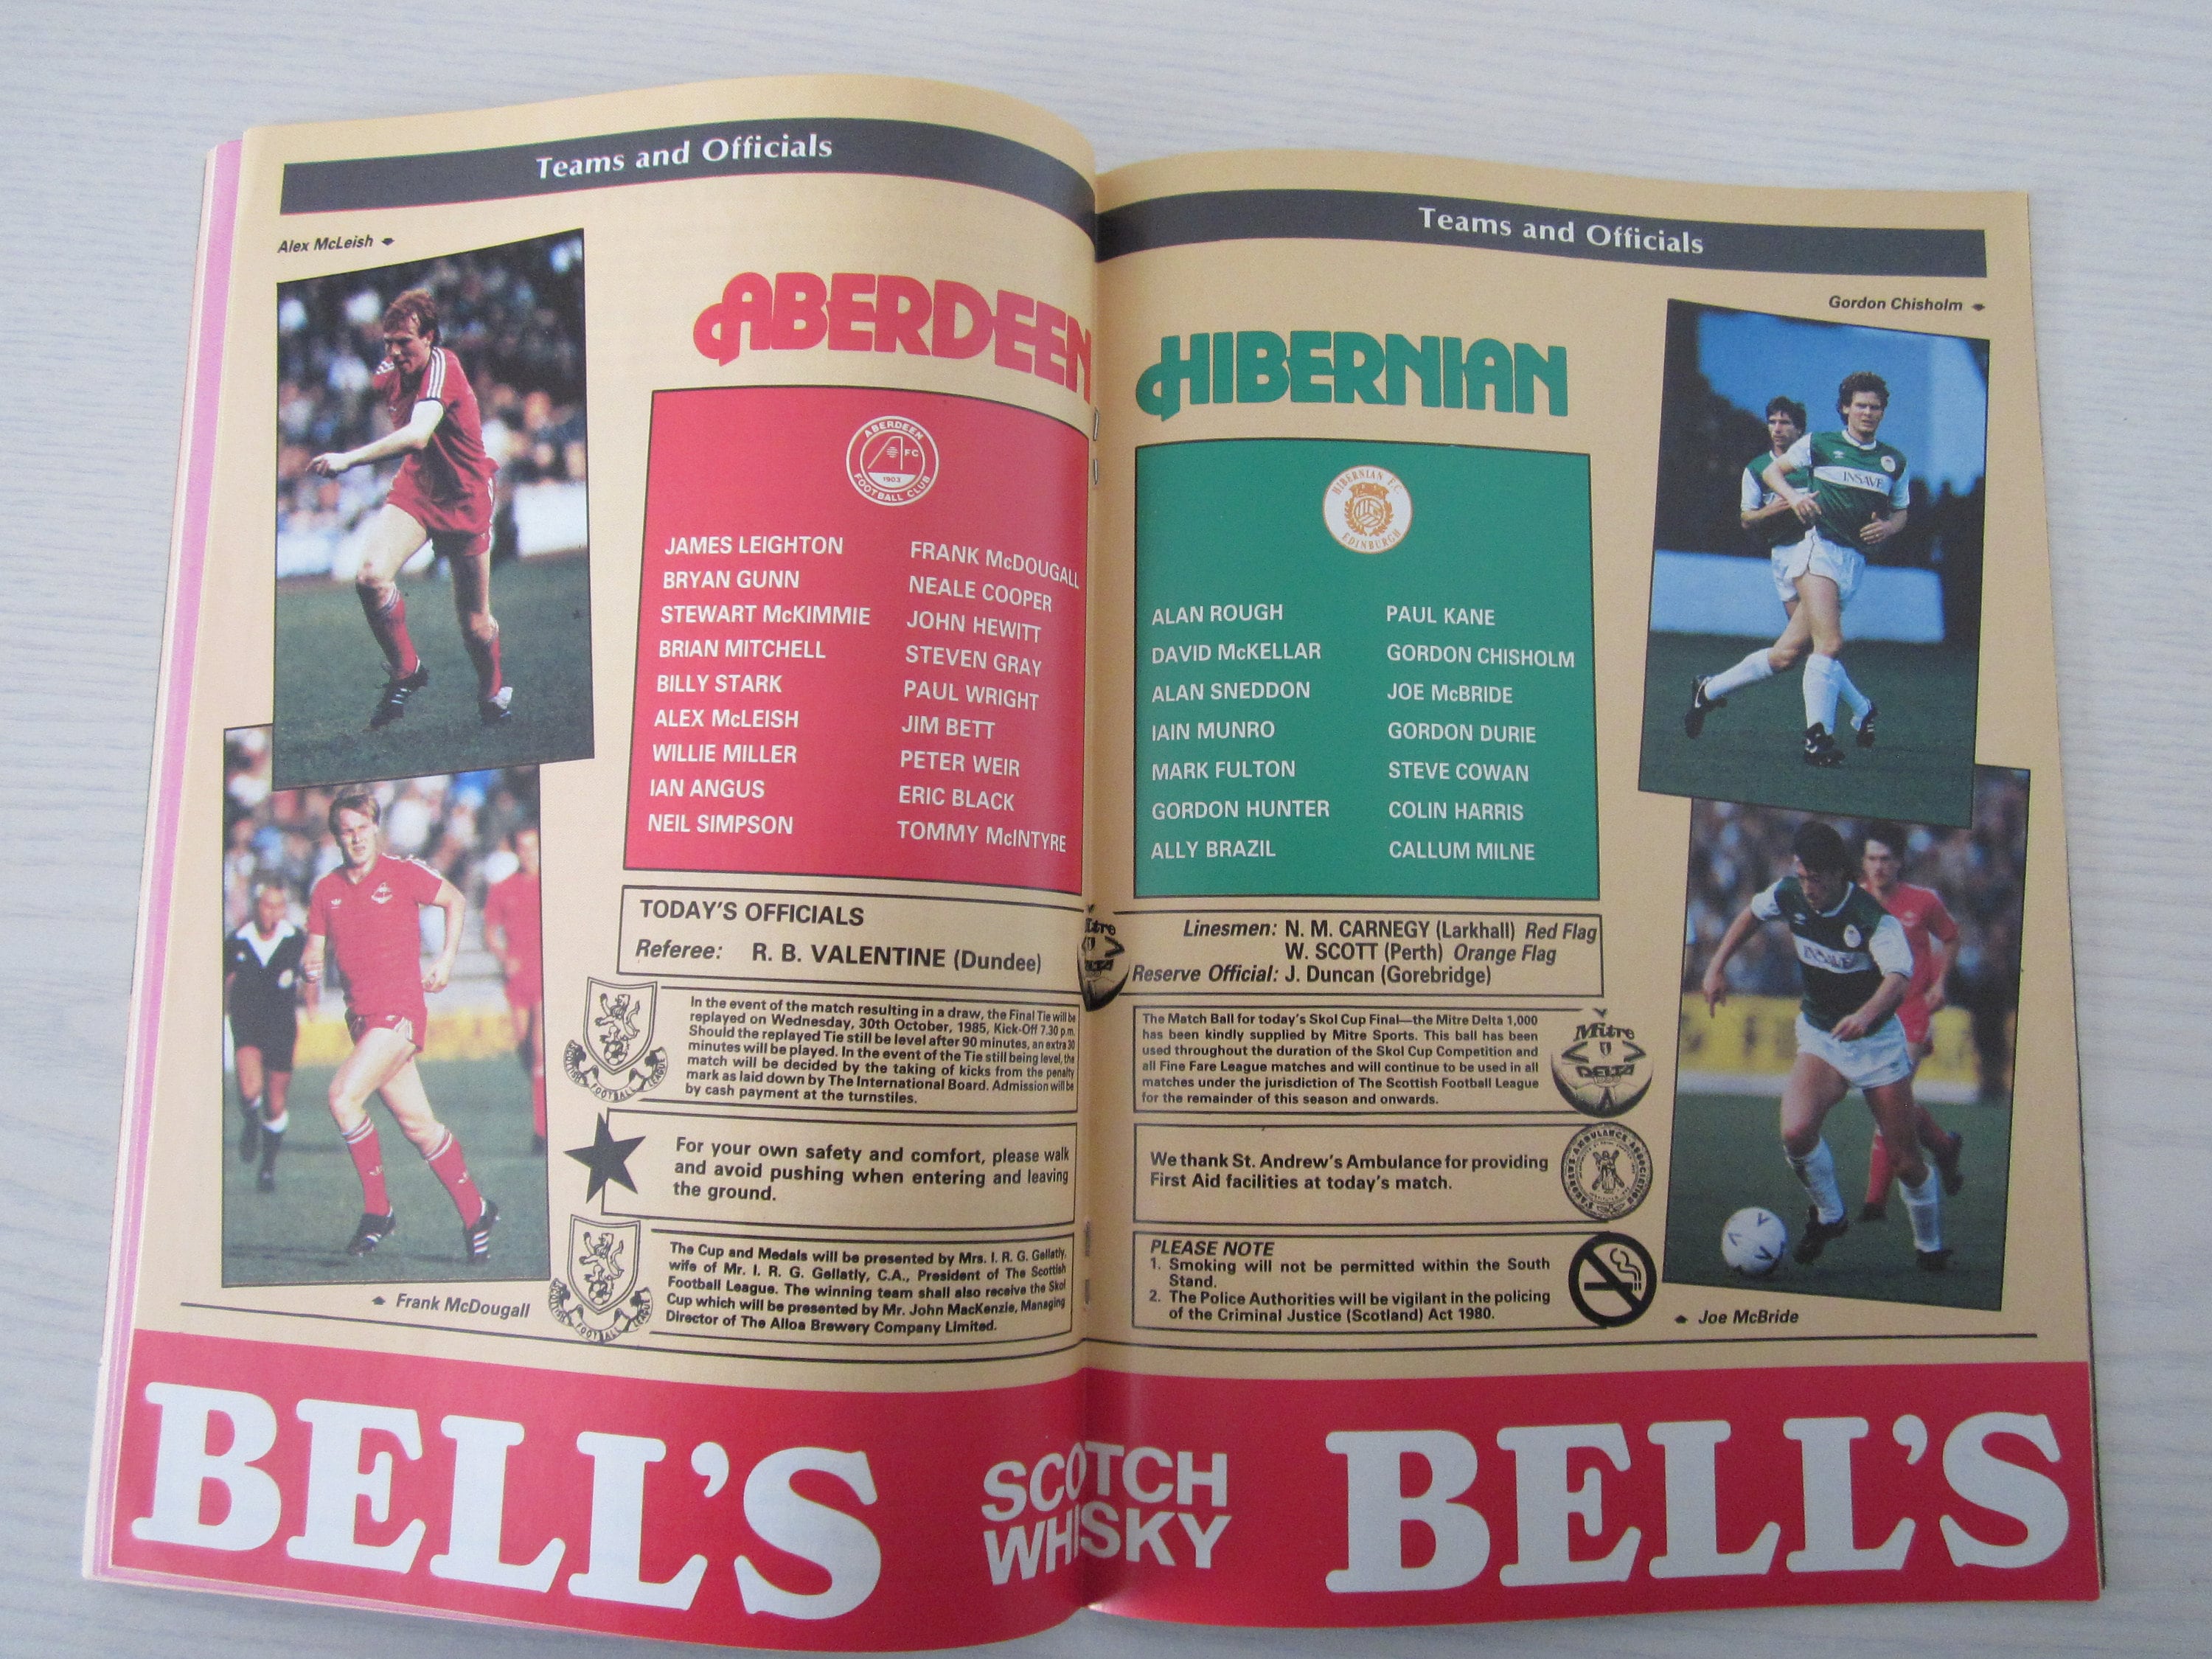 Teams and Officials
Alex McLeish
ABERDEEN
ABERDEEN
FC
1903
FOOTBALL CLUB
JAMES LEIGHTON
BRYAN GUNN
STEWART McKIMMIE
BRIAN MITCHELL
BILLY STARK
ALEX McLEISH
WILLIE MILLER
IAN ANGUS
NEIL SIMPSON
FRANK McDOUGALL
NEALE COOPER
JOHN HEWITT
STEVEN GRAY
PAUL WRIGHT
JIM BETT
PETER WEIR
ERIC BLACK
TOMMY McINTYRE
TODAY'S OFFICIALS
Referee: R. B. VALENTINE (Dundee)
In the event of the match resulting in a draw, the Final Tie will be
replayed on Wednesday, 30th October, 1985, Kick-Off 7.30 p.m.
Should the replayed Tie still be level after 90 minutes, an extra 30
minutes will be played. In the event of the Tie still being level, the
match will be decided by the taking of kicks from the penalty
mark as laid down by The International Board. Admission will be
by cash payment at the turnstiles.
FOOTBALL LEAGUE
For your own safety and comfort, please walk
and avoid pushing when entering and leaving
the ground.
The Cup and Medals will be presented by Mrs. I. R. G. Gellatly,
wife of Mr. I. R. G. Gellatly, C.A., President of The Scottish
Football League. The winning team shall also receive the Skol
Cup which will be presented by Mr. John MacKenzie, Managing
Director of The Alloa Brewery Company Limited.
FOOTBALL LEAGUE
Frank McDougall
Teams and Officials
Gordon Chisholm
HIBERNIAN
HIBERNIAN F.C.
EDINBURGH
ALAN ROUGH
DAVID McKELLAR
ALAN SNEDDON
IAIN MUNRO
MARK FULTON
GORDON HUNTER
ALLY BRAZIL
PAUL KANE
GORDON CHISHOLM
JOE McBRIDE
GORDON DURIE
STEVE COWAN
COLIN HARRIS
CALLUM MILNE
INSAVE
Linesmen: N. M. CARNEGY (Larkhall) Red Flag
W. SCOTT (Perth) Orange Flag
Reserve Official: J. Duncan (Gorebridge)
The Match Ball for today's Skol Cup Final—the Mitre Delta 1,000
has been kindly supplied by Mitre Sports. This ball has been
used throughout the duration of the Skol Cup Competition and
all Fine Fare League matches and will continue to be used in all
matches under the jurisdiction of The Scottish Football League
for the remainder of this season and onwards.
Mitre
DELTA
We thank St. Andrew's Ambulance for providing
First Aid facilities at today's match.
PLEASE NOTE
1. Smoking will not be permitted within the South
Stand.
2. The Police Authorities will be vigilant in the policing
of the Criminal Justice (Scotland) Act 1980.
Joe McBride
BELL'S
SCOTCH
WHISKY
BELL'S